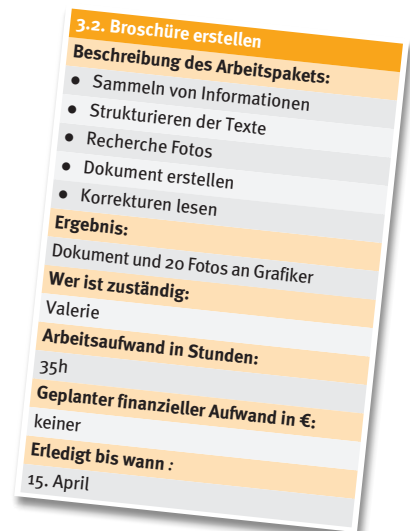 3.2. Broschüre erstellen
Beschreibung des Arbeitspakets:
● Sammeln von Informationen
● Strukturieren der Texte
● Recherche Fotos
● Dokument erstellen
● Korrekturen lesen
Ergebnis:
Dokument und 20 Fotos an Grafiker
Wer ist zuständig:
Valerie
Arbeitsaufwand in Stunden:
35h
Geplanter finanzieller Aufwand in €:
keiner
Erledigt bis wann :
15. April